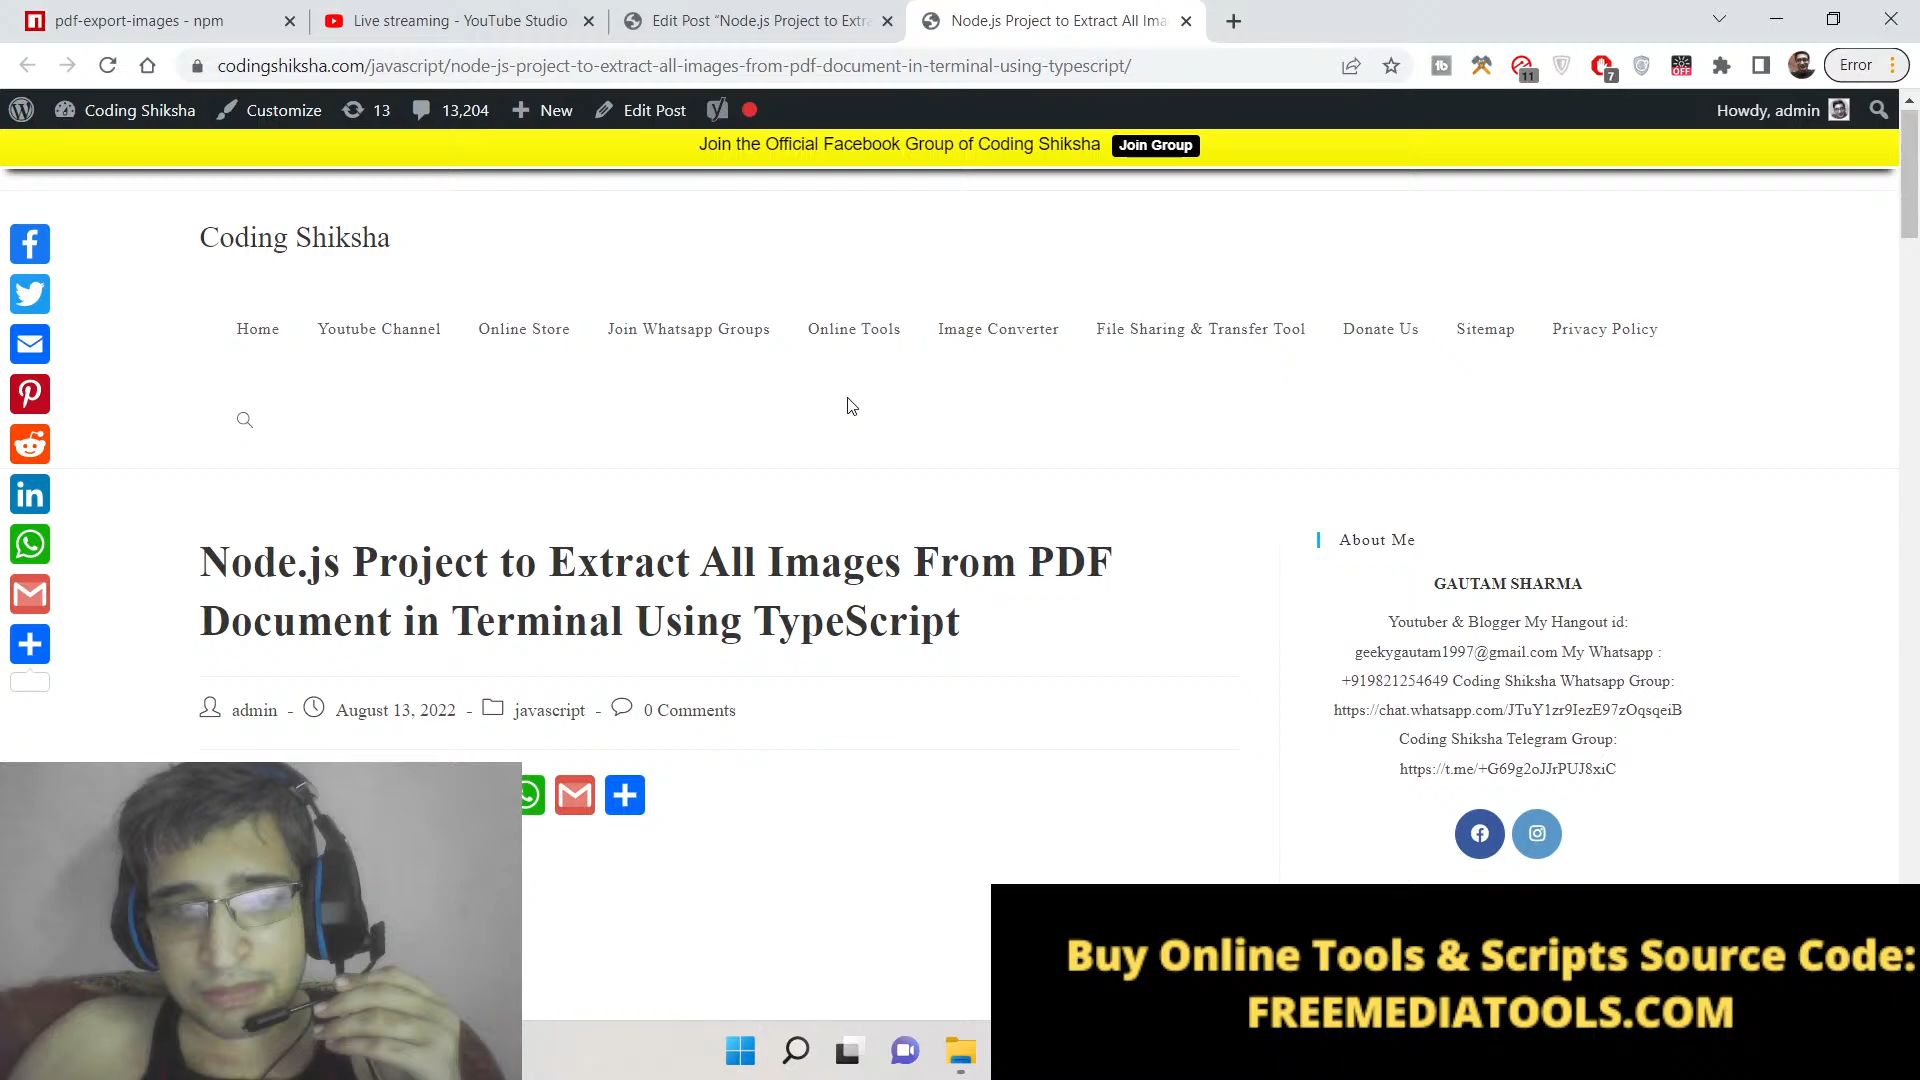 pdf-export-images - npm
Live streaming - YouTube Studio
Edit Post “Node.js Project to Extra
Node.js Project to Extract All Ima
codingshiksha.com/javascript/node-js-project-to-extract-all-images-from-pdf-document-in-terminal-using-typescript/
11
7
OFF
Error
Coding Shiksha
Customize
13
13,204
New
Edit Post
Howdy, admin
Join the Official Facebook Group of Coding Shiksha
Join Group
Coding Shiksha
Home
Youtube Channel
Online Store
Join Whatsapp Groups
Online Tools
Image Converter
File Sharing & Transfer Tool
Donate Us
Sitemap
Privacy Policy
Node.js Project to Extract All Images From PDF
Document in Terminal Using TypeScript
admin - August 13, 2022 - javascript - 0 Comments
About Me
GAUTAM SHARMA
Youtuber & Blogger My Hangout id:
geekygautam1997@gmail.com My Whatsapp :
+919821254649 Coding Shiksha Whatsapp Group:
https://chat.whatsapp.com/JTuY1zr9IezE97zOqsqeiB
Coding Shiksha Telegram Group:
https://t.me/+G69g2oJJrPUJ8xiC
Buy Online Tools & Scripts Source Code:
FREEMEDIATOOLS.COM